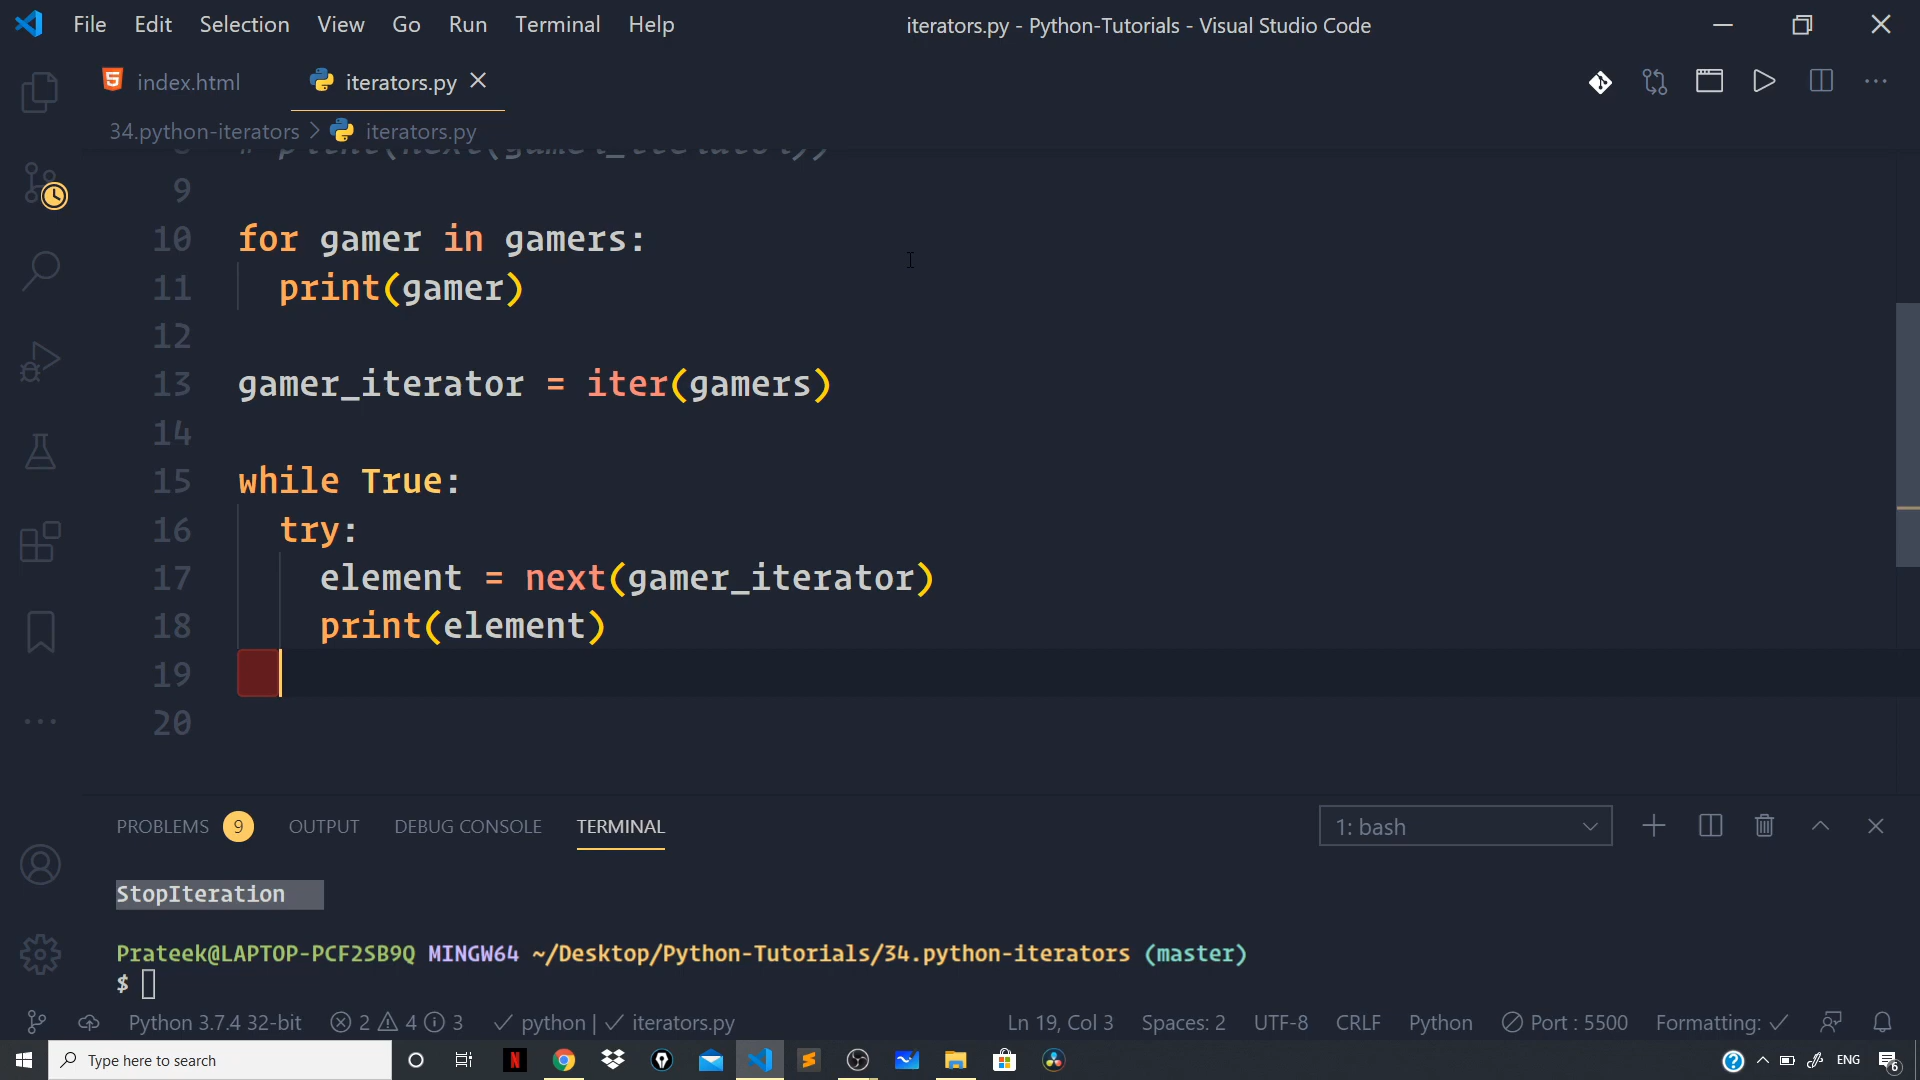 File Edit Selection View Go Run Terminal Help
iterators.py - Python-Tutorials - Visual Studio Code
index.html
iterators.py
34.python-iterators > iterators.py
9
10 for gamer in gamers:
11 print(gamer)
12
13 gamer_iterator = iter(gamers)
14
15 while True:
16 try:
17 element = next(gamer_iterator)
18 print(element)
19
20
PROBLEMS 9 OUTPUT DEBUG CONSOLE TERMINAL
1: bash
StopIteration
Prateek@LAPTOP-PCF2SB9Q MINGW64 ~/Desktop/Python-Tutorials/34.python-iterators (master)
$
Python 3.7.4 32-bit 2 4 3 python | iterators.py Ln 19, Col 3 Spaces: 2 UTF-8 CRLF Python Port : 5500 Formatting:
Type here to search
ENG
6